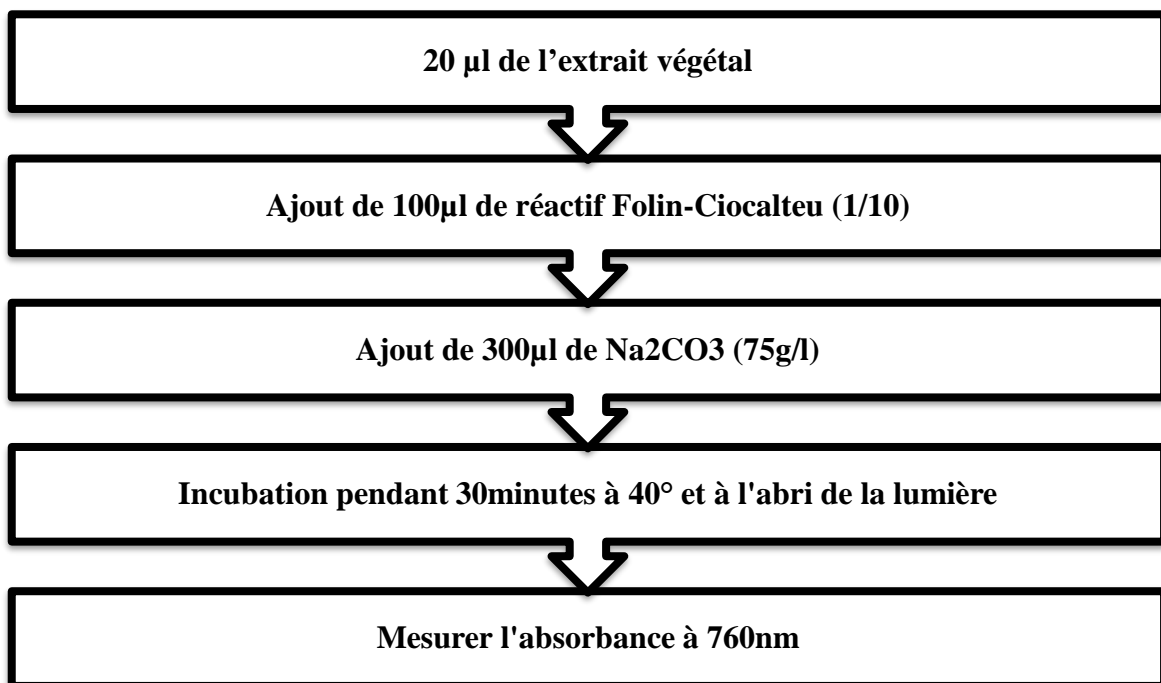 20 µl de l’extrait végétal
Ajout de 100µl de réactif Folin-Ciocalteu (1/10)
Ajout de 300µl de Na2CO3 (75g/l)
Incubation pendant 30minutes à 40° et à l'abri de la lumière
Mesurer l'absorbance à 760nm